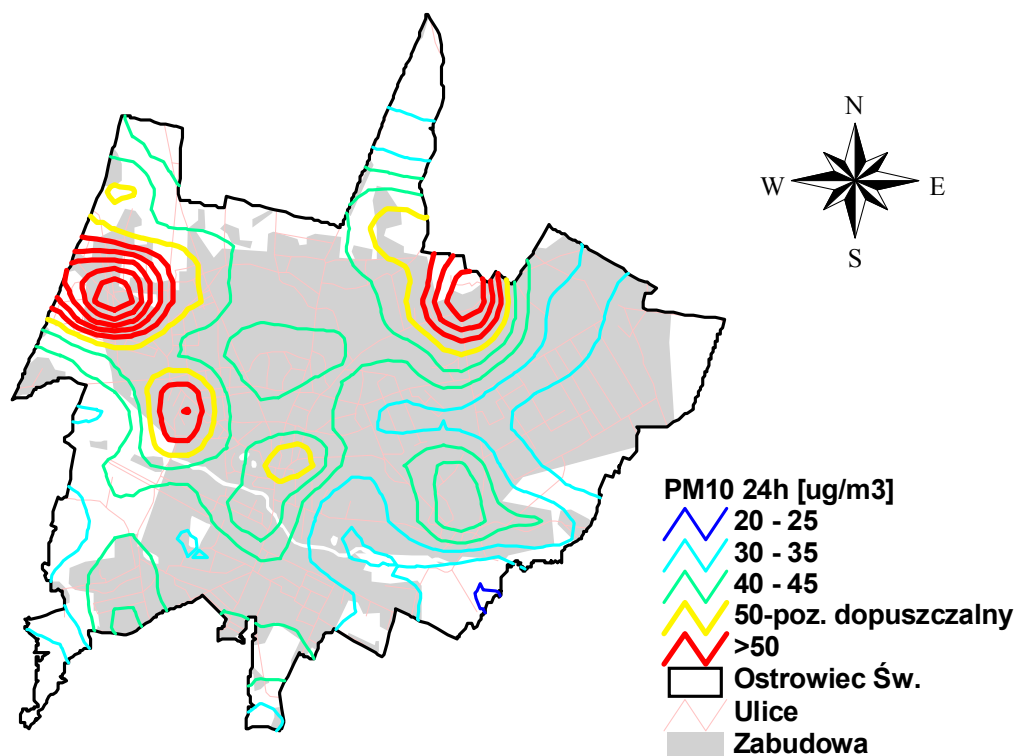 N
W E
S
PM10 24h [ug/m3]
20 - 25
30 - 35
40 - 45
50-poz. dopuszczalny
>50
Ostrowiec Św.
Ulice
Zabudowa